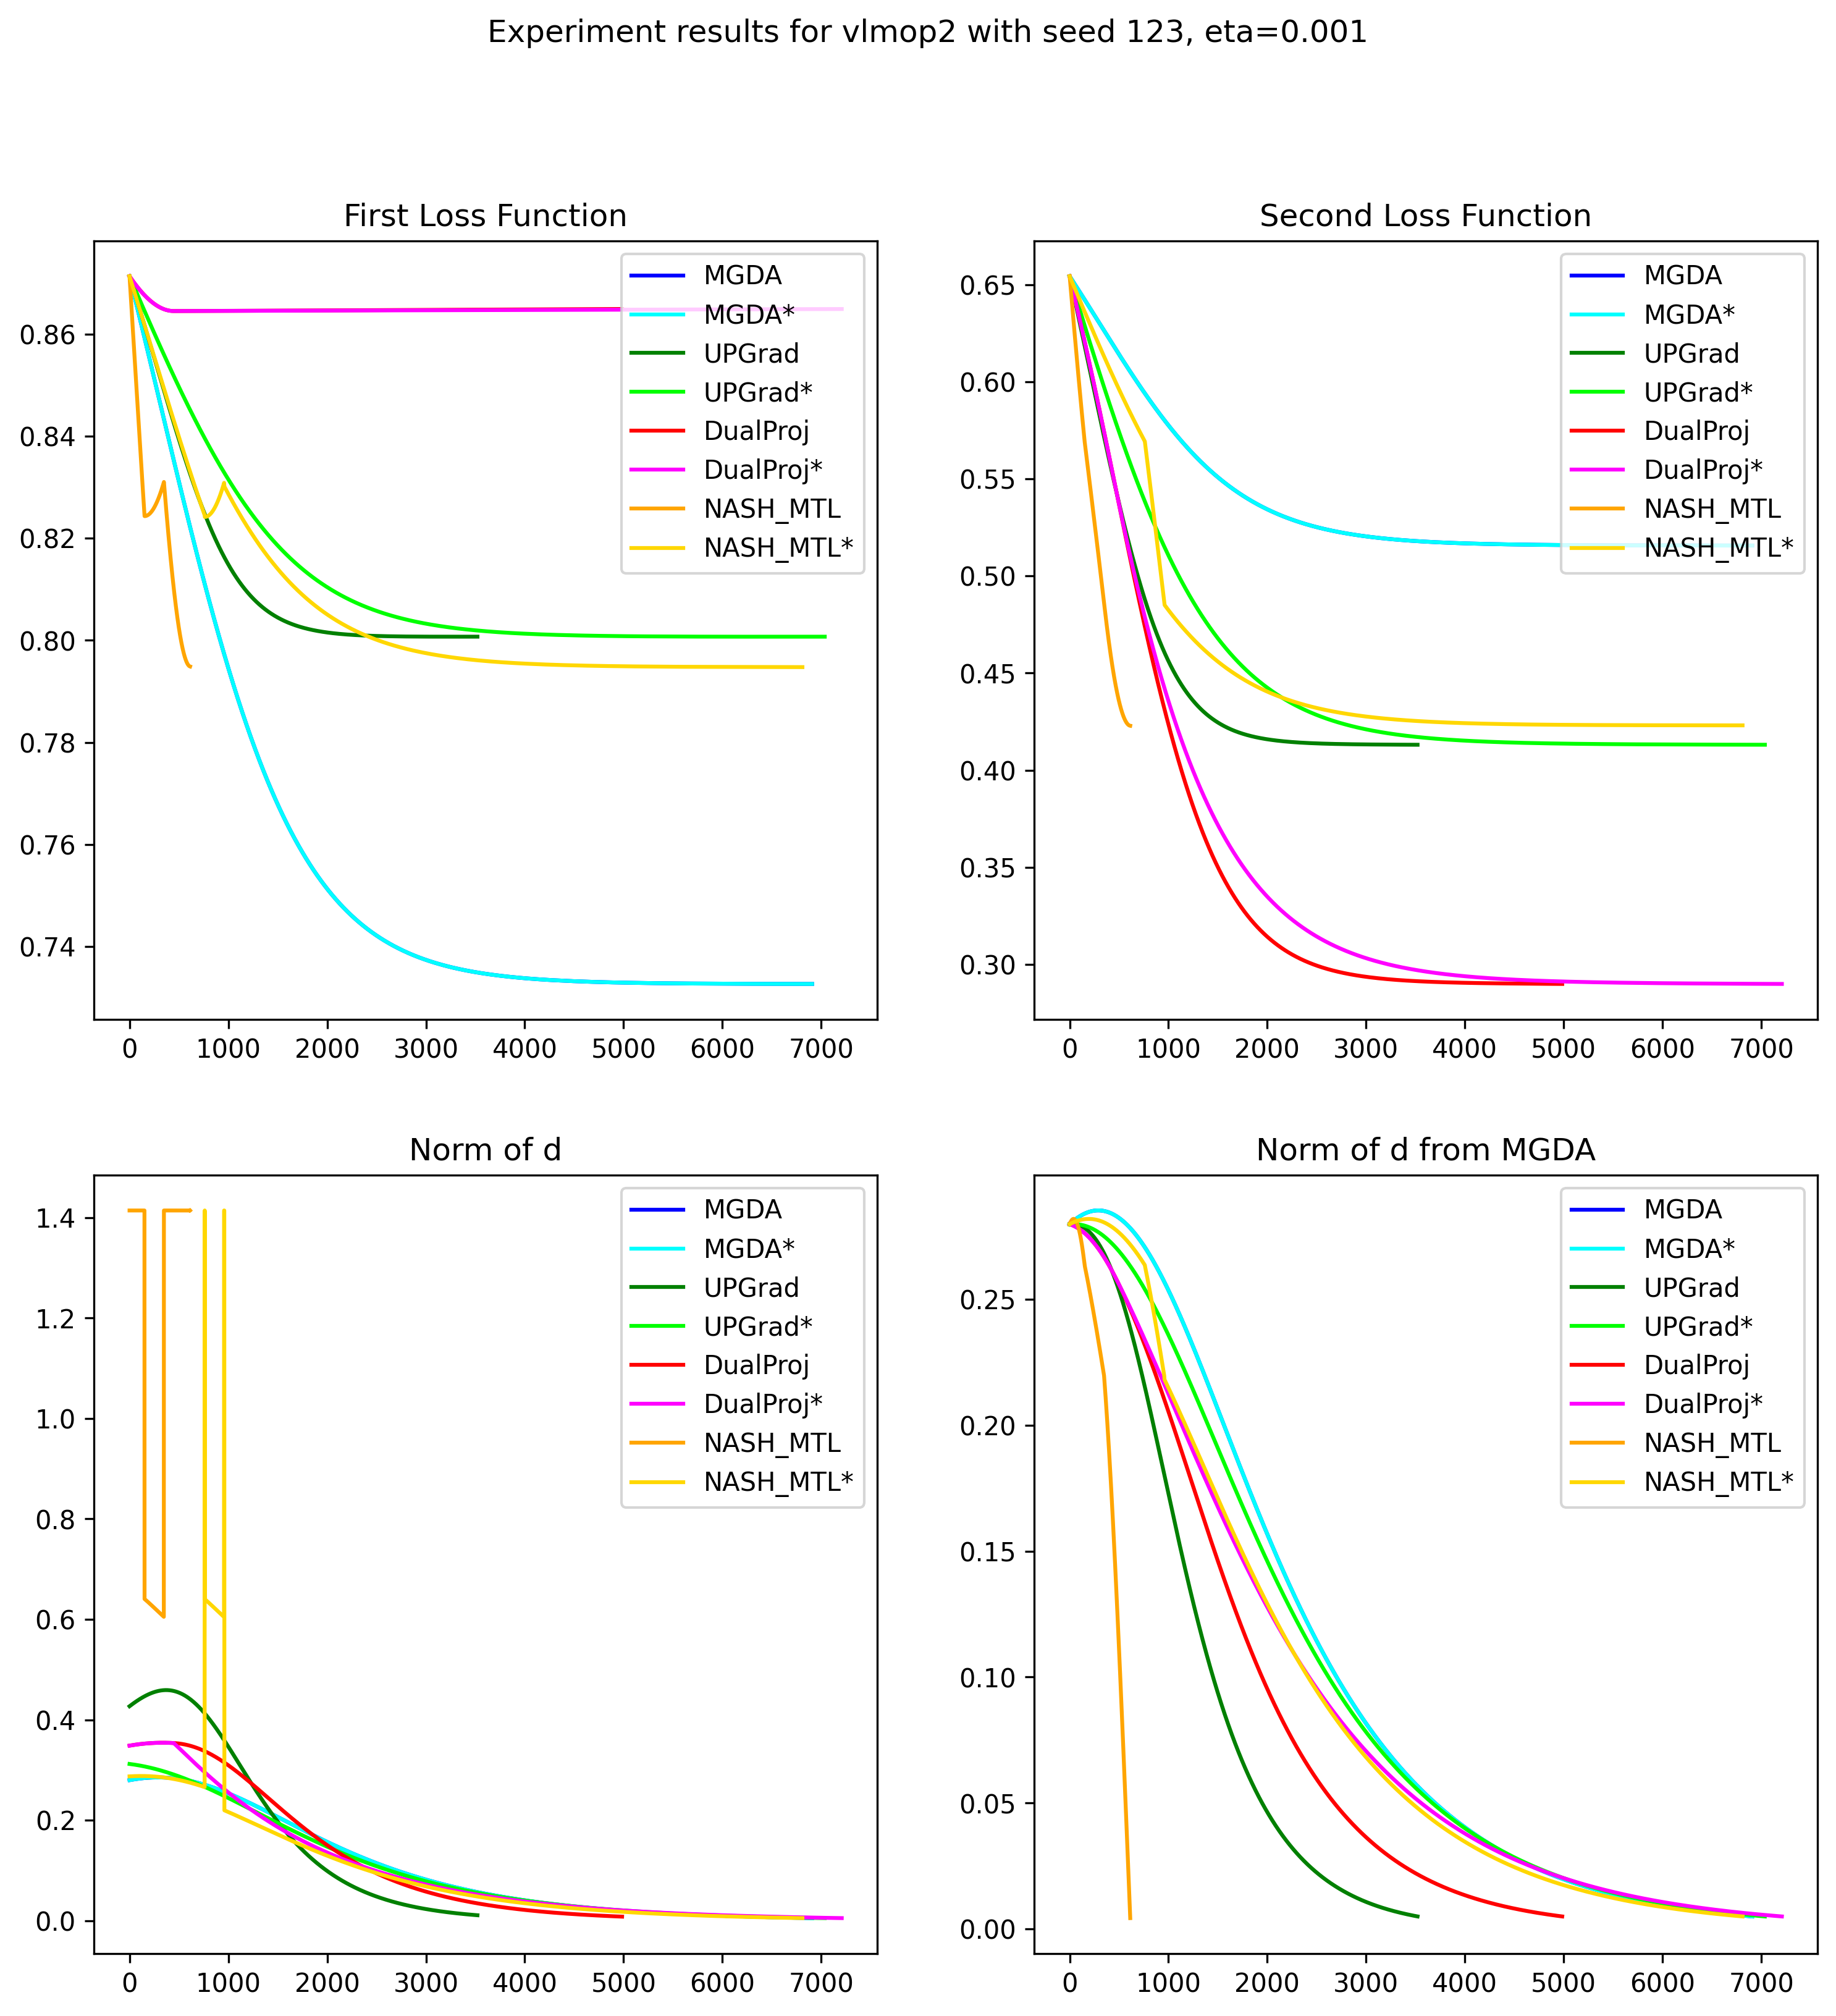 Experiment results for vlmop2 with seed 123, eta=0.001
First Loss Function
MGDA
MGDA*
UPGrad
UPGrad*
DualProj
DualProj*
NASH_MTL
NASH_MTL*
0.86
0.84
0.82
0.80
0.78
0.76
0.74
0 1000 2000 3000 4000 5000 6000 7000
Second Loss Function
MGDA
MGDA*
UPGrad
UPGrad*
DualProj
DualProj*
NASH_MTL
NASH_MTL*
0.65
0.60
0.55
0.50
0.45
0.40
0.35
0.30
0 1000 2000 3000 4000 5000 6000 7000
Norm of d
MGDA
MGDA*
UPGrad
UPGrad*
DualProj
DualProj*
NASH_MTL
NASH_MTL*
1.4
1.2
1.0
0.8
0.6
0.4
0.2
0.0
0 1000 2000 3000 4000 5000 6000 7000
Norm of d from MGDA
MGDA
MGDA*
UPGrad
UPGrad*
DualProj
DualProj*
NASH_MTL
NASH_MTL*
0.25
0.20
0.15
0.10
0.05
0.00
0 1000 2000 3000 4000 5000 6000 7000